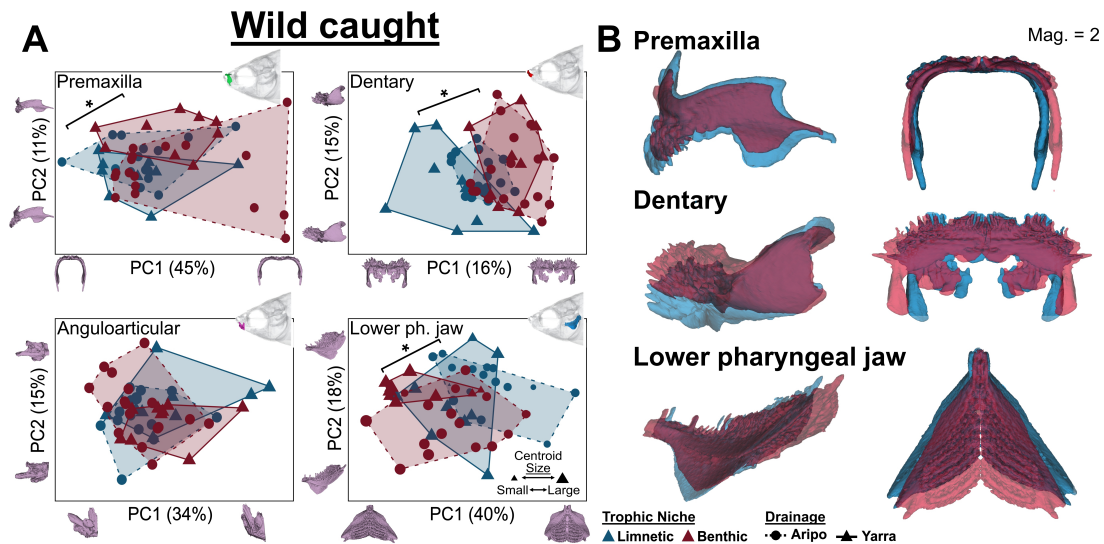 Wild caught
A
Premaxilla
*
PC2 (11%)
PC1 (45%)
Dentary
*
PC2 (15%)
PC1 (16%)
Anguloarticular
PC2 (15%)
PC1 (34%)
Lower ph. jaw
*
PC2 (18%)
Centroid
Size
Small Large
PC1 (40%)
B
Mag. = 2
Premaxilla
Dentary
Lower pharyngeal jaw
Trophic Niche
Limnetic Benthic
Drainage
Aripo Yarra